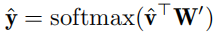 ŷ = softmax(v̂⊤W′)